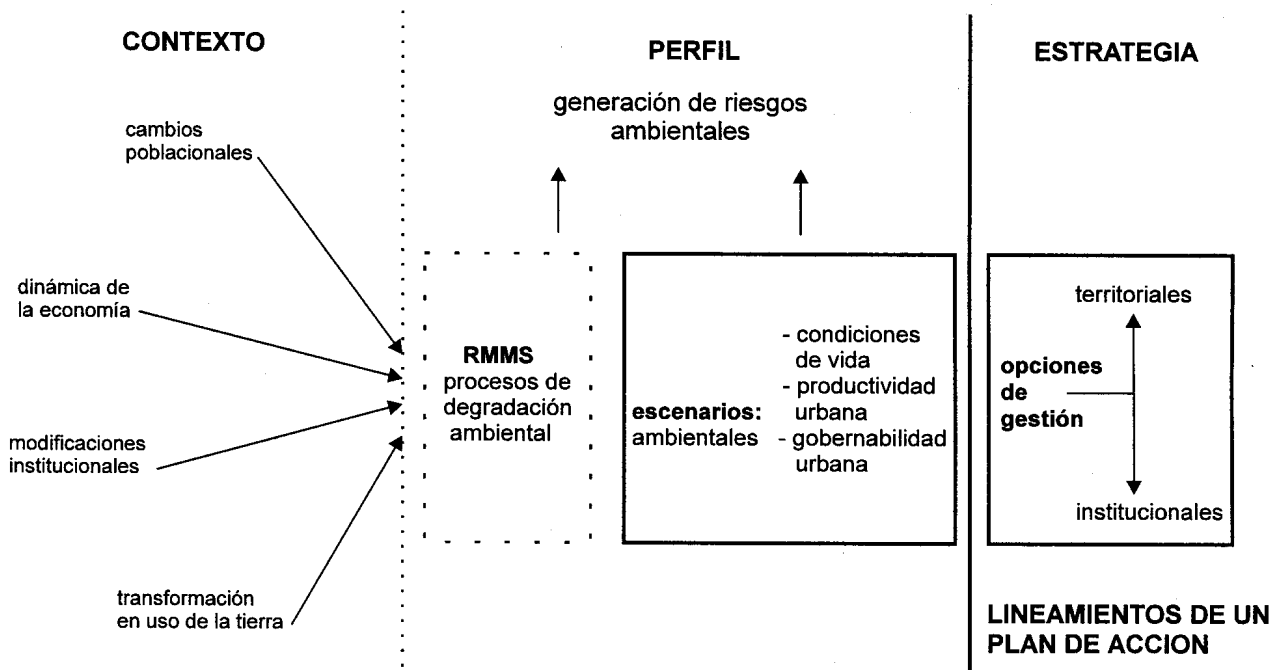 CONTEXTO
cambios
poblacionales
dinámica de
la economía
modificaciones
institucionales
transformación
en uso de la tierra
PERFIL
generación de riesgos
ambientales
RMMS
procesos de
degradación
ambiental
escenarios:
ambientales
- condiciones
de vida
- productividad
urbana
- gobernabilidad
urbana
ESTRATEGIA
territoriales
opciones
de
gestión
institucionales
LINEAMIENTOS DE UN
PLAN DE ACCION